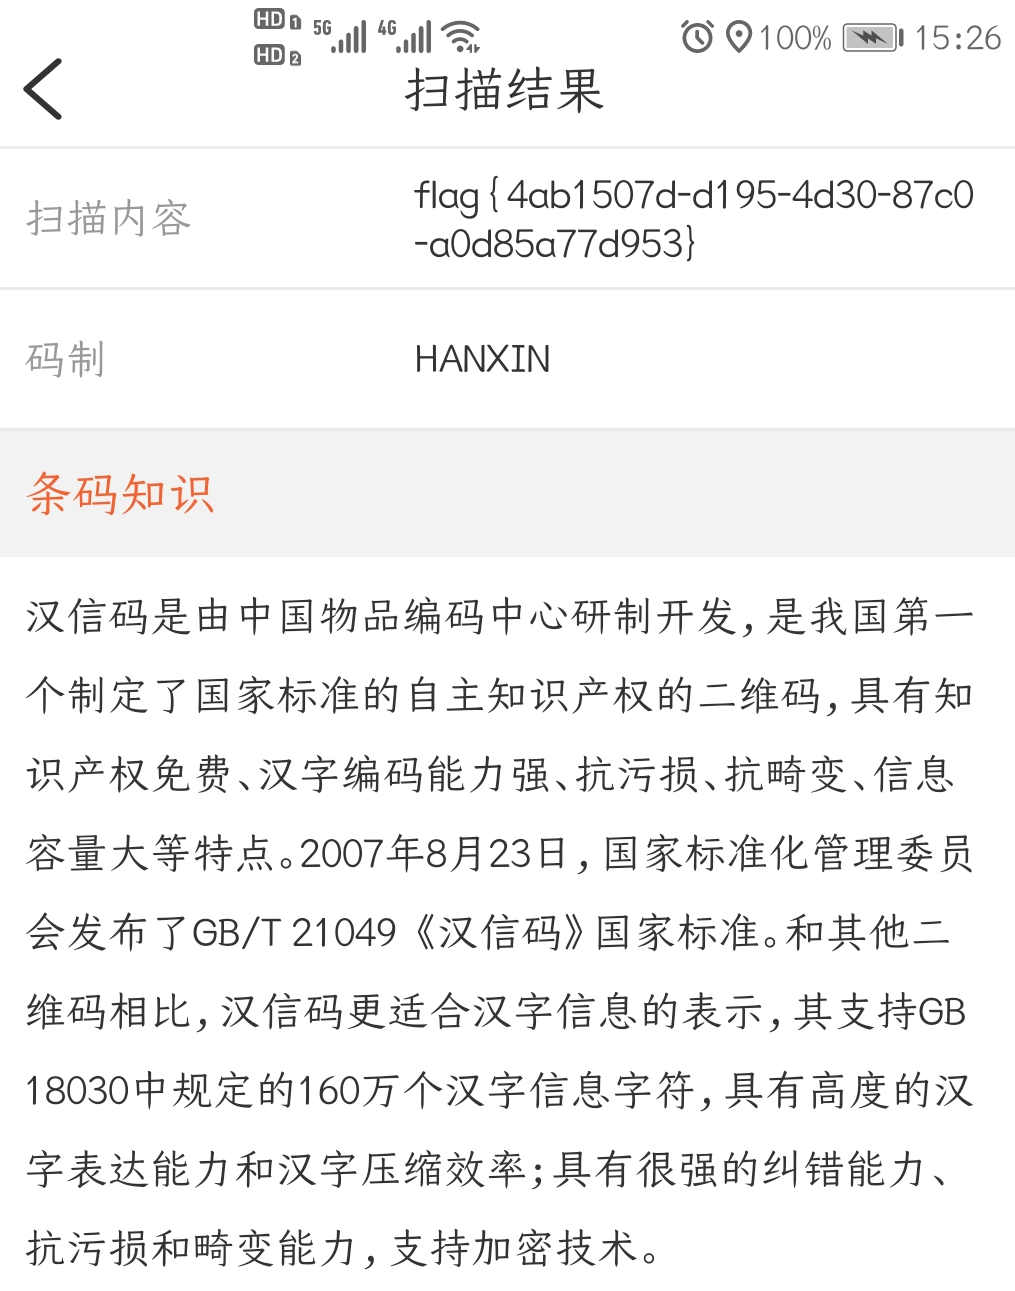 HD 1 5G 4G 100% 15:26
HD 2
扫描结果
扫描内容
flag{4ab1507d-d195-4d30-87c0
-a0d85a77d953}
码制 HANXIN
条码知识
汉信码是由中国物品编码中心研制开发,是我国第一
个制定了国家标准的自主知识产权的二维码,具有知
识产权免费、汉字编码能力强、抗污损、抗畸变、信息
容量大等特点。2007年8月23日,国家标准化管理委员
会发布了GB/T 21049《汉信码》国家标准。和其他二
维码相比,汉信码更适合汉字信息的表示,其支持GB
18030中规定的160万个汉字信息字符,具有高度的汉
字表达能力和汉字压缩效率;具有很强的纠错能力、
抗污损和畸变能力,支持加密技术。